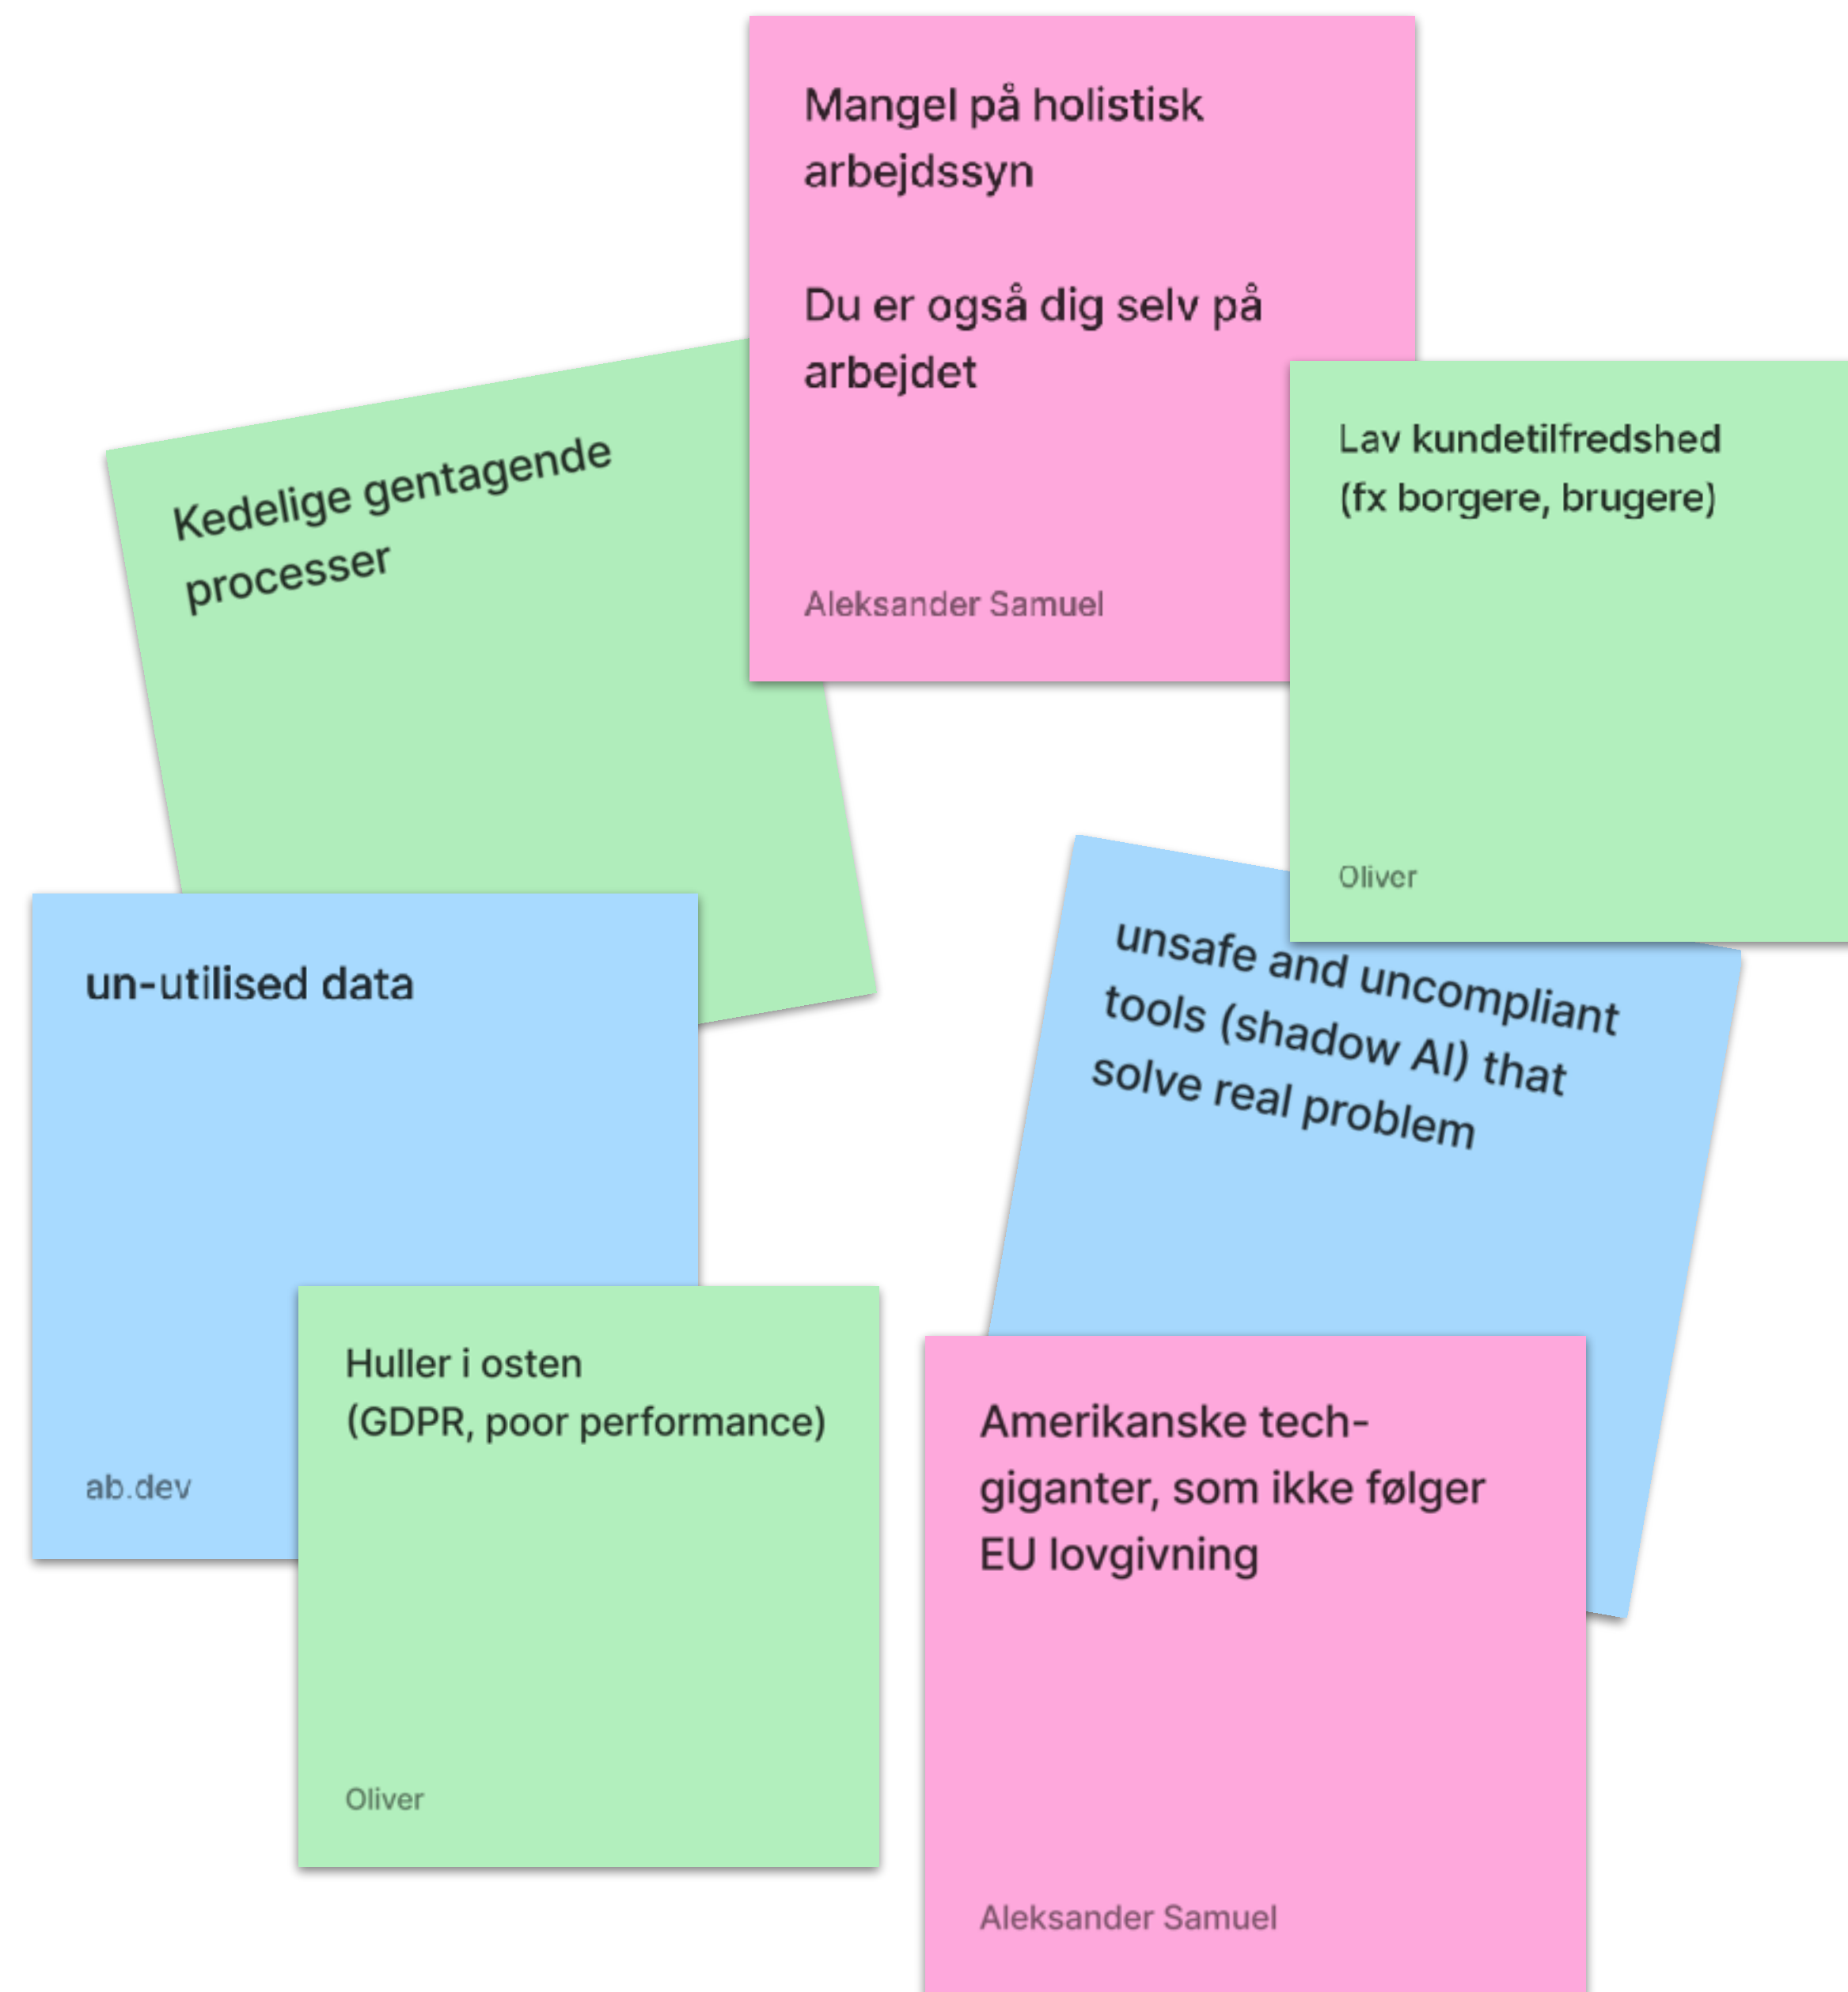 Mangel på holistisk
arbejdssyn
Du er også dig selv på
arbejdet
Aleksander Samuel
Kedelige gentagende
processer
Lav kundetilfredshed
(fx borgere, brugere)
Oliver
un-utilised data
ab.dev
unsafe and uncompliant
tools (shadow AI) that
solve real problem
Huller i osten
(GDPR, poor performance)
Oliver
Amerikanske tech-
giganter, som ikke følger
EU lovgivning
Aleksander Samuel